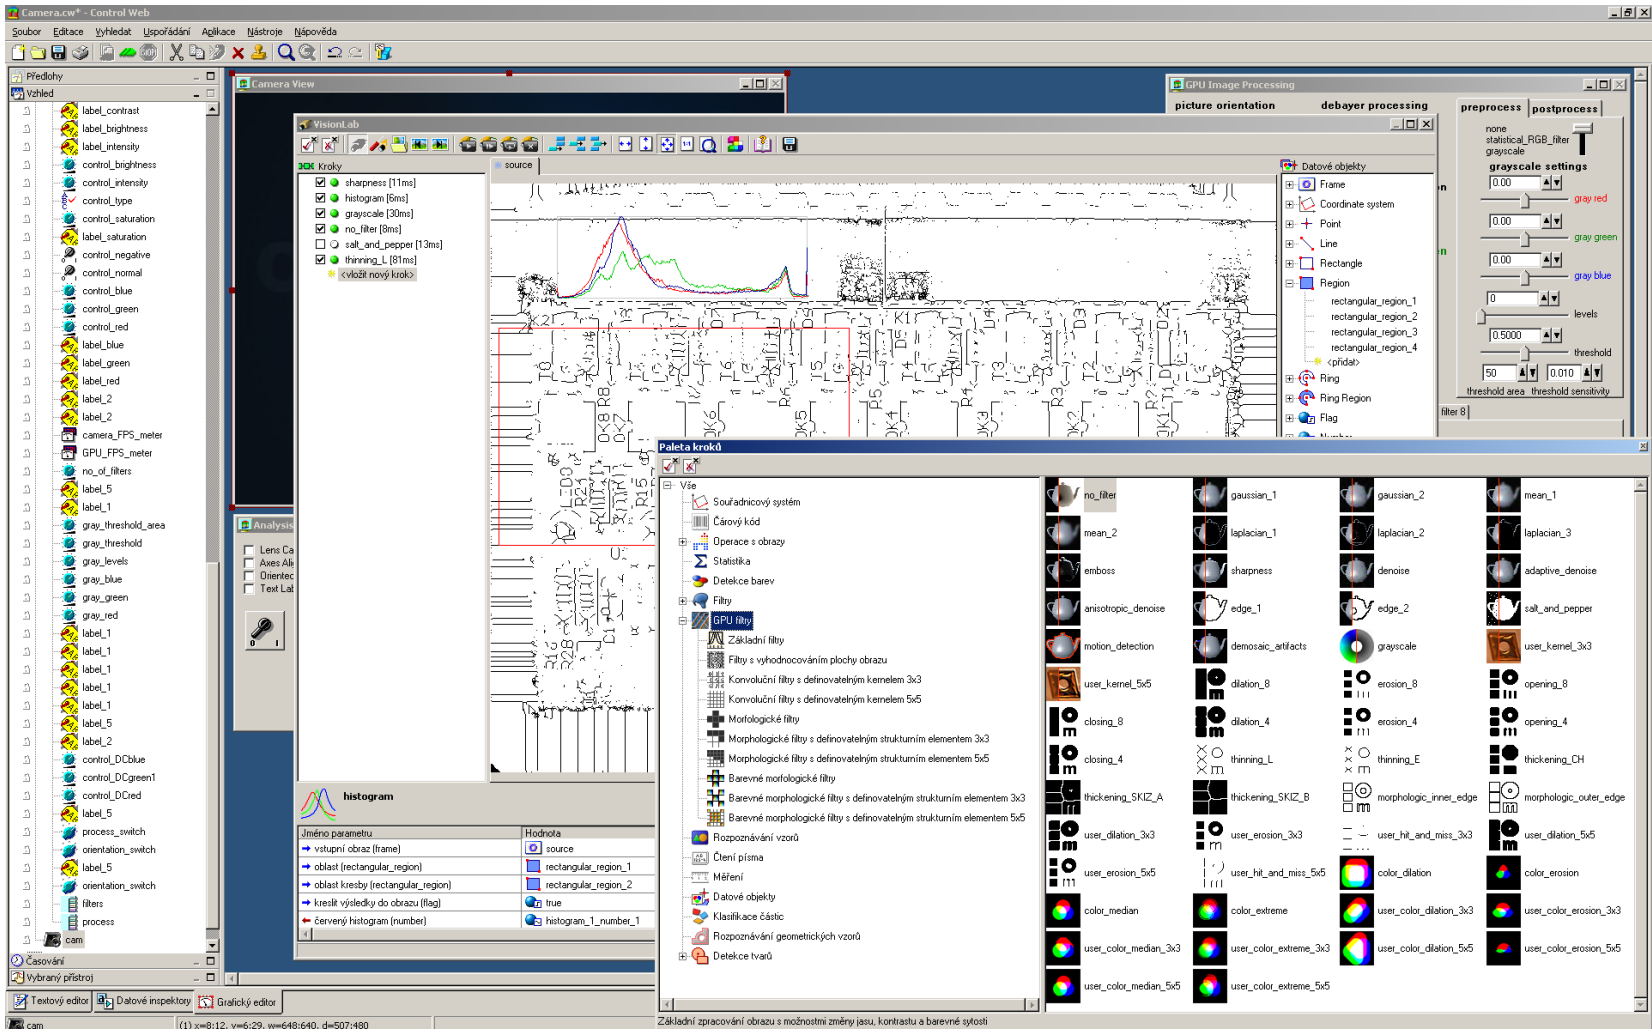 Camera.cw* - Control Web
Soubor Editace Vyhledat Uspořádání Aplikace Nástroje Nápověda
Předlohy
Vzhled
label_contrast
label_brightness
label_intensity
control_brightness
control_intensity
control_type
control_saturation
label_saturation
control_negative
control_normal
control_blue
control_green
control_red
label_blue
label_green
label_red
label_2
label_2
camera_FPS_meter
GPU_FPS_meter
no_of_filters
label_5
label_1
gray_threshold_area
gray_threshold
gray_levels
gray_blue
gray_green
gray_red
label_1
label_1
label_1
label_1
label_1
label_5
label_2
control_DCblue
control_DCgreen1
control_DCred
label_5
process_switch
orientation_switch
label_5
orientation_switch
filters
process
cam
Časování
Vybraný přístroj
Textový editor Datové inspektory Grafický editor
cam (1) x=8:12, y=6:29, w=648:640, d=507:480
Camera View
Analysis
Lens Ca
Axes Ali
Oriented
Text Lab
0 1
VisionLab
Kroky
sharpness [11ms]
histogram [6ms]
grayscale [30ms]
no_filter [8ms]
salt_and_pepper [13ms]
thinning_L [81ms]
<vložit nový krok>
source
histogram
Jméno parametru Hodnota
vstupní obraz (frame) source
oblast (rectangular_region) rectangular_region_1
oblast kresby (rectangular_region) rectangular_region_2
kreslit výsledky do obrazu (flag) true
červený histogram (number) histogram_1_number_1
Datové objekty
Frame
Coordinate system
Point
Line
Rectangle
Region
rectangular_region_1
rectangular_region_2
rectangular_region_3
rectangular_region_4
<přidat>
Ring
Ring Region
Flag
GPU Image Processing
picture orientation debayer processing
preprocess postprocess
none
statistical_RGB_filter
grayscale
grayscale settings
0.00
gray red
0.00
gray green
0.00
gray blue
0
levels
0.5000
threshold
50 0.010
threshold area threshold sensitivity
filter 8
Paleta kroků
Vše
Souřadnicový systém
Čárový kód
Operace s obrazy
Statistika
Detekce barev
Filtry
GPU filtry
Základní filtry
Filtry s vyhodnocováním plochy obrazu
Konvoluční filtry s definovatelným kernelem 3x3
Konvoluční filtry s definovatelným kernelem 5x5
Morfologické filtry
Morphologické filtry s definovatelným strukturním elementem 3x3
Morphologické filtry s definovatelným strukturním elementem 5x5
Barevné morfologické filtry
Barevné morphologické filtry s definovatelným strukturním elementem 3x3
Barevné morphologické filtry s definovatelným strukturním elementem 5x5
Rozpoznávání vzorů
Čtení písma
Měření
Datové objekty
Klasifikace částic
Rozpoznávání geometrických vzorů
Detekce tvarů
no_filter gaussian_1 gaussian_2 mean_1
mean_2 laplacian_1 laplacian_2 laplacian_3
emboss sharpness denoise adaptive_denoise
anisotropic_denoise edge_1 edge_2 salt_and_pepper
motion_detection demosaic_artifacts grayscale user_kernel_3x3
user_kernel_5x5 dilation_8 erosion_8 opening_8
closing_8 dilation_4 erosion_4 opening_4
closing_4 thinning_L thinning_E thickening_CH
thickening_SKIZ_A thickening_SKIZ_B morphologic_inner_edge morphologic_outer_edge
user_dilation_3x3 user_erosion_3x3 user_hit_and_miss_3x3 user_dilation_5x5
user_erosion_5x5 user_hit_and_miss_5x5 color_dilation color_erosion
color_median color_extreme user_color_dilation_3x3 user_color_erosion_3x3
user_color_median_3x3 user_color_extreme_3x3 user_color_dilation_5x5 user_color_erosion_5x5
user_color_median_5x5 user_color_extreme_5x5
Základní zpracování obrazu s možnostmi změny jasu, kontrastu a barevné sytosti